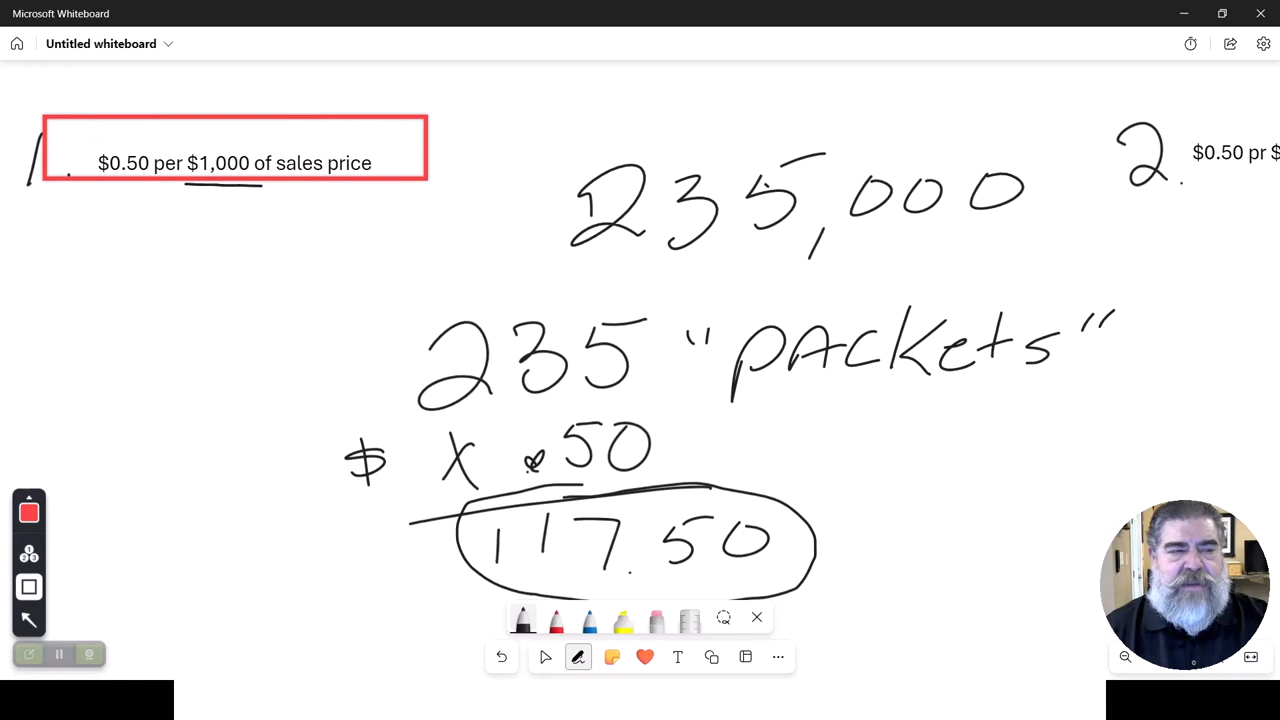 Microsoft Whiteboard
Untitled whiteboard
1. $0.50 per $1,000 of sales price
235,000
2. $0.50 pr $
235 "PACKets"
$ X .50
117.50